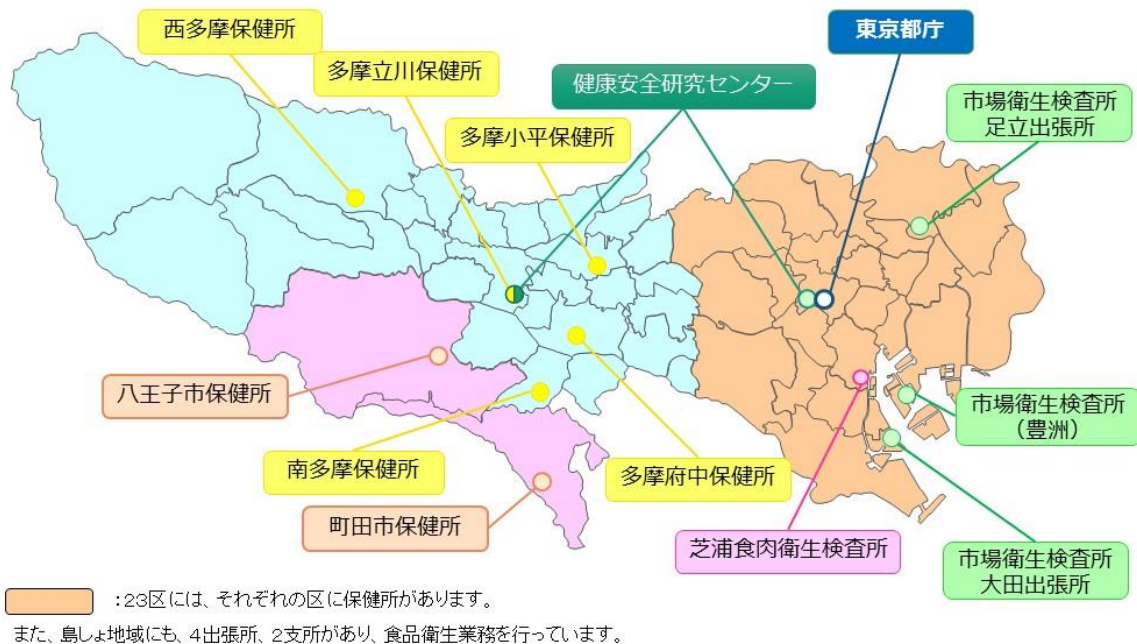 西多摩保健所
多摩立川保健所
多摩小平保健所
健康安全研究センター
東京都庁
市場衛生検査所
足立出張所
八王子市保健所
南多摩保健所
町田市保健所
多摩府中保健所
芝浦食肉衛生検査所
市場衛生検査所
（豊洲）
市場衛生検査所
大田出張所
：23区には、それぞれの区に保健所があります。
また、島しょ地域にも、4出張所、2支所があり、食品衛生業務を行っています。